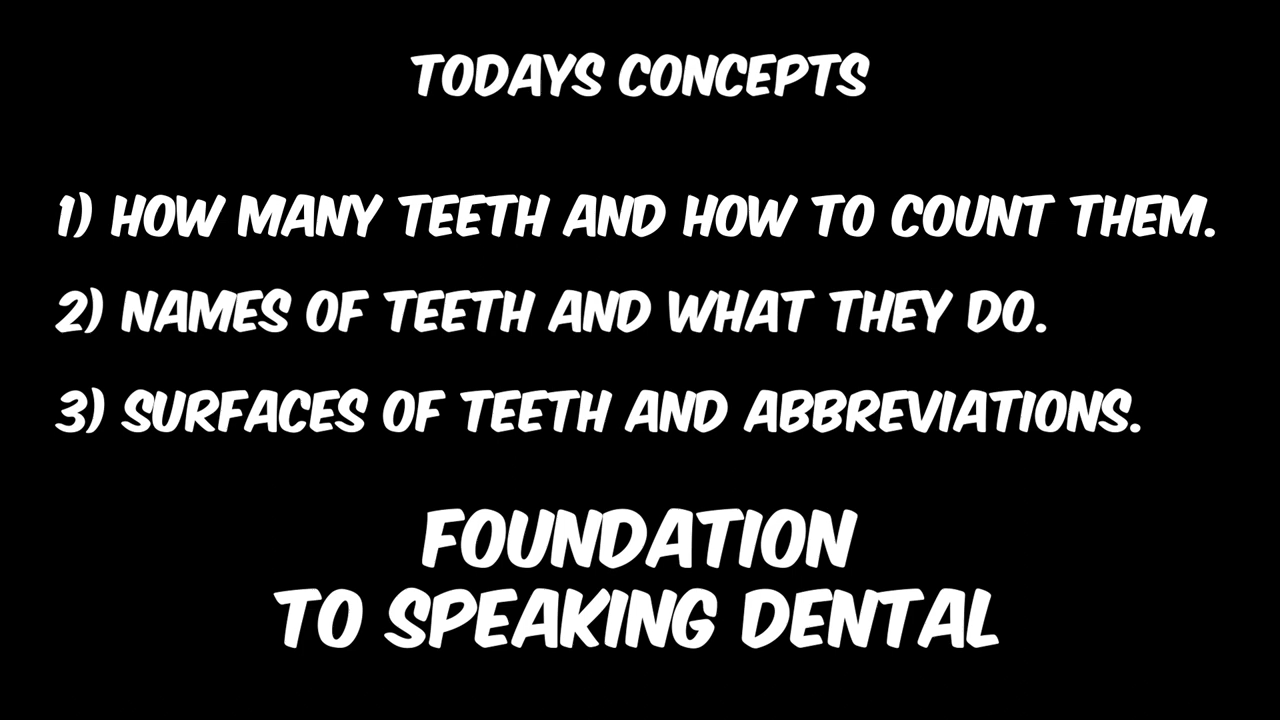 TODAYS CONCEPTS
1) HOW MANY TEETH AND HOW TO COUNT THEM.
2) NAMES OF TEETH AND WHAT THEY DO.
3) SURFACES OF TEETH AND ABBREVIATIONS.
FOUNDATION
TO SPEAKING DENTAL